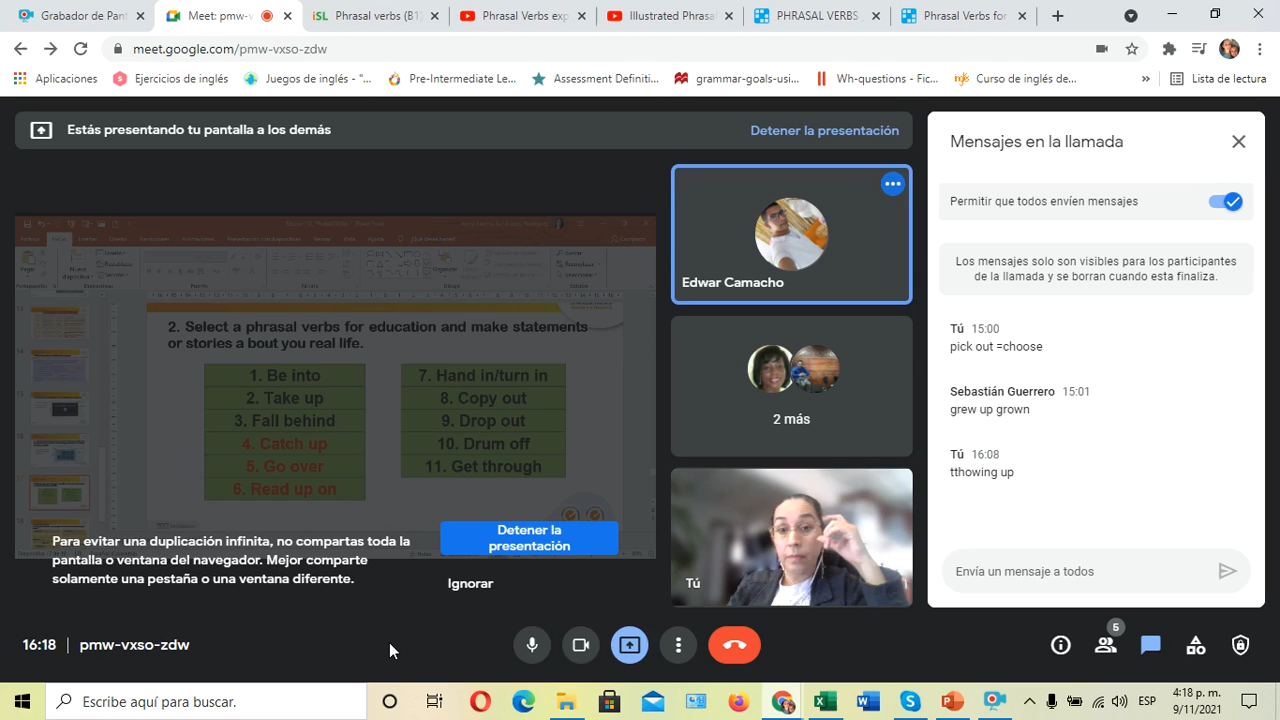 Grabador de Pant
Meet: pmw-v
Phrasal verbs (B1)
Phrasal Verbs exp
Illustrated Phrasal
PHRASAL VERBS
Phrasal Verbs for
meet.google.com/pmw-vxso-zdw
Aplicaciones
Ejercicios de inglés
Juegos de inglés - "...
Pre-Intermediate Le...
Assessment Definiti...
grammar-goals-usi...
Wh-questions - Fic...
Curso de inglés de...
»
Lista de lectura
Estás presentando tu pantalla a los demás
Detener la presentación
2. Select a phrasal verbs for education and make statements
or stories a bout you real life.
1. Be into
2. Take up
3. Fall behind
4. Catch up
5. Go over
6. Read up on
7. Hand in/turn in
8. Copy out
9. Drop out
10. Drum off
11. Get through
Para evitar una duplicación infinita, no compartas toda la
pantalla o ventana del navegador. Mejor comparte
solamente una pestaña o una ventana diferente.
Detener la
presentación
Ignorar
Edwar Camacho
2 más
Tú
Mensajes en la llamada
Permitir que todos envíen mensajes
Los mensajes solo son visibles para los participantes
de la llamada y se borran cuando esta finaliza.
Tú 15:00
pick out =choose
Sebastián Guerrero 15:01
grew up grown
Tú 16:08
tthowing up
Envía un mensaje a todos
16:18 | pmw-vxso-zdw
5
Escribe aquí para buscar.
ESP
4:18 p. m.
9/11/2021